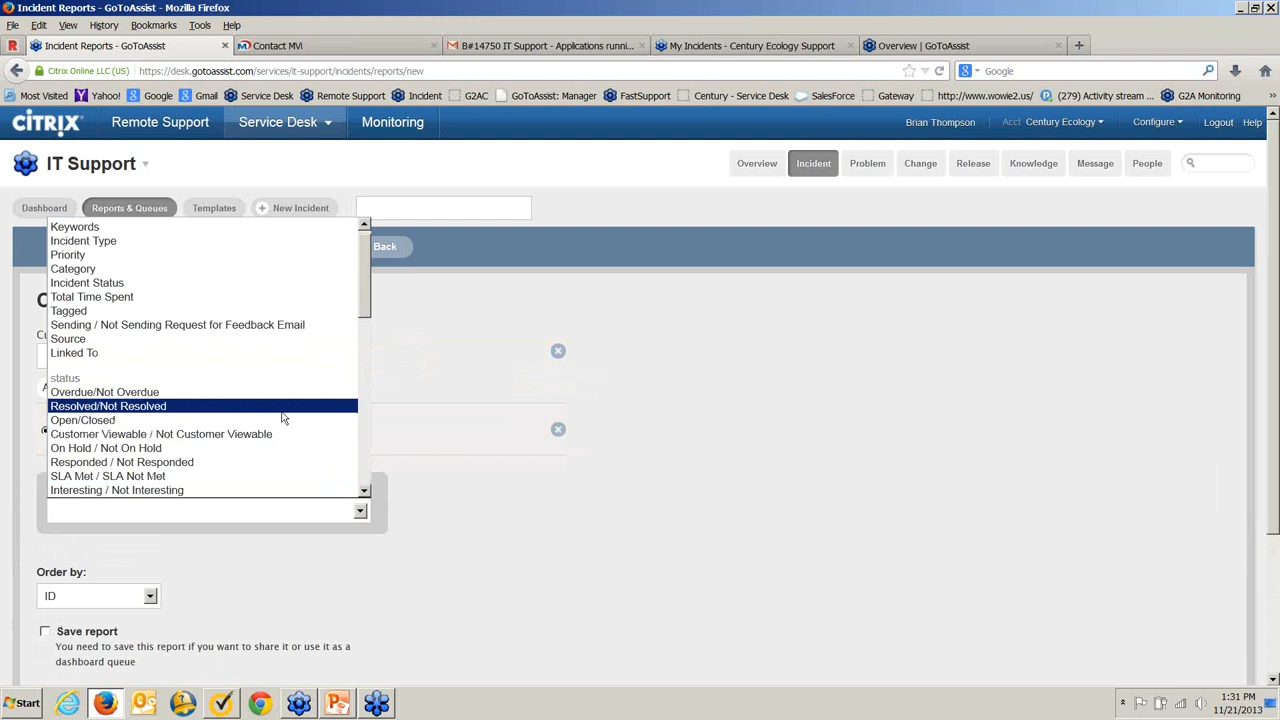 Incident Reports - GoToAssist - Mozilla Firefox
File Edit View History Bookmarks Tools Help
R Incident Reports - GoToAssist Contact MVi B#14750 IT Support - Applications runni... My Incidents - Century Ecology Support Overview | GoToAssist
Citrix Online LLC (US) https://desk.gotoassist.com/services/it-support/incidents/reports/new Google
Most Visited Yahoo! Google Gmail Service Desk Remote Support Incident G2AC GoToAssist: Manager FastSupport Century - Service Desk SalesForce Gateway http://www.wowie2.us/ (279) Activity stream ... G2A Monitoring
CİTRIX Remote Support Service Desk Monitoring Brian Thompson Acct Century Ecology Configure Logout Help
IT Support Overview Incident Problem Change Release Knowledge Message People
Dashboard Reports & Queues Templates New Incident
Back
Keywords
Incident Type
Priority
Category
Incident Status
Total Time Spent
Tagged
Sending / Not Sending Request for Feedback Email
Source
Linked To
status
Overdue/Not Overdue
Resolved/Not Resolved
Open/Closed
Customer Viewable / Not Customer Viewable
On Hold / Not On Hold
Responded / Not Responded
SLA Met / SLA Not Met
Interesting / Not Interesting
Order by:
ID
Save report
You need to save this report if you want to share it or use it as a
dashboard queue
Start
1:31 PM
11/21/2013